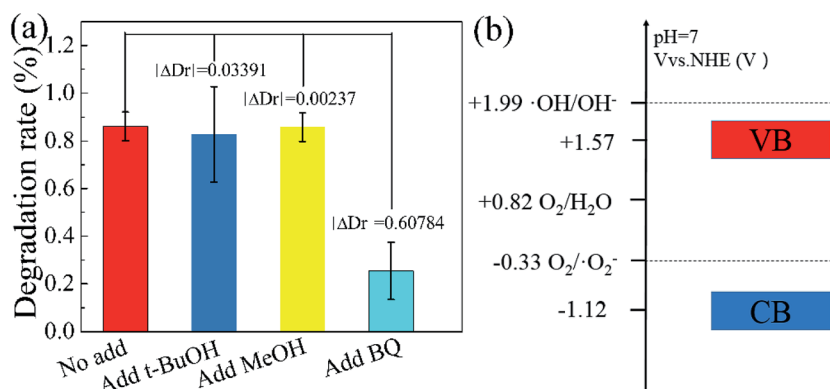 (a)
Degradation rate (%)
1.2
1.0
0.8
0.6
0.4
0.2
0.0
|ΔDr|=0.03391
|ΔDr|=0.00237
|ΔDr =0.60784
No add
Add t-BuOH
Add MeOH
Add BQ
(b)
pH=7
Vvs.NHE (V )
+1.99 ·OH/OH⁻
+1.57
VB
+0.82 O₂/H₂O
-0.33 O₂/·O₂⁻
-1.12
CB